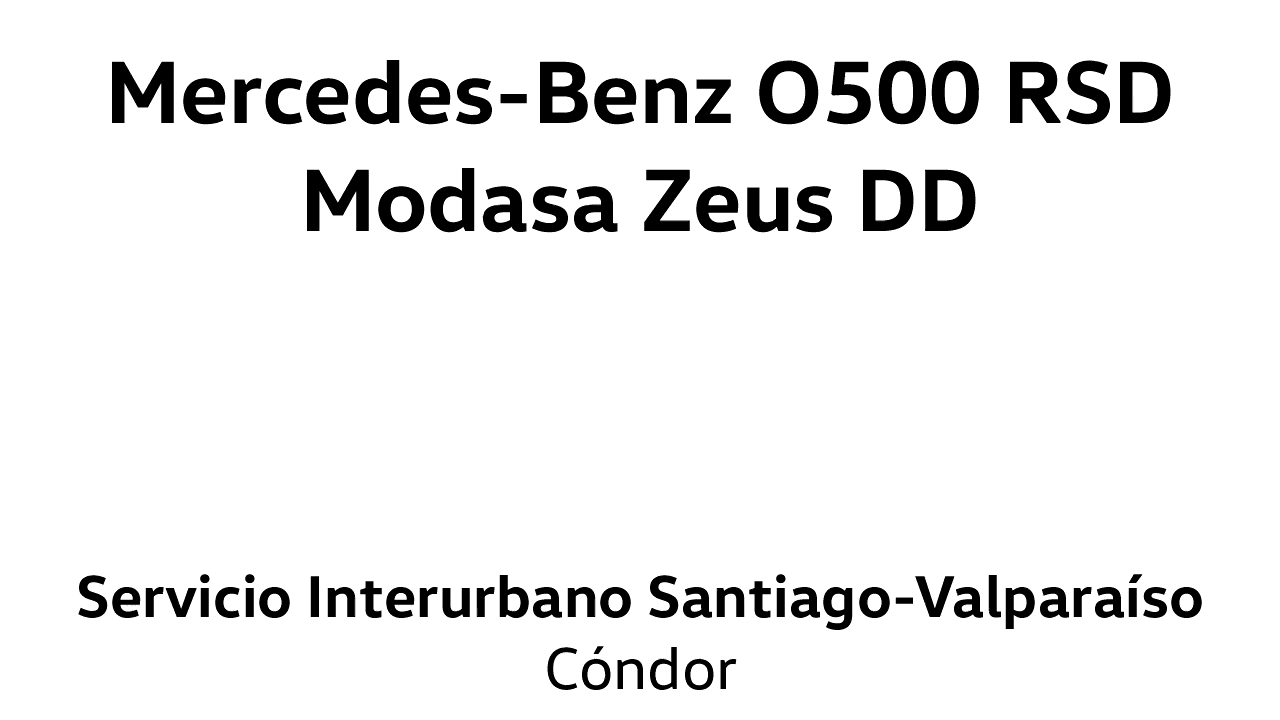 Mercedes-Benz O500 RSD
Modasa Zeus DD
Servicio Interurbano Santiago-Valparaíso
Cóndor